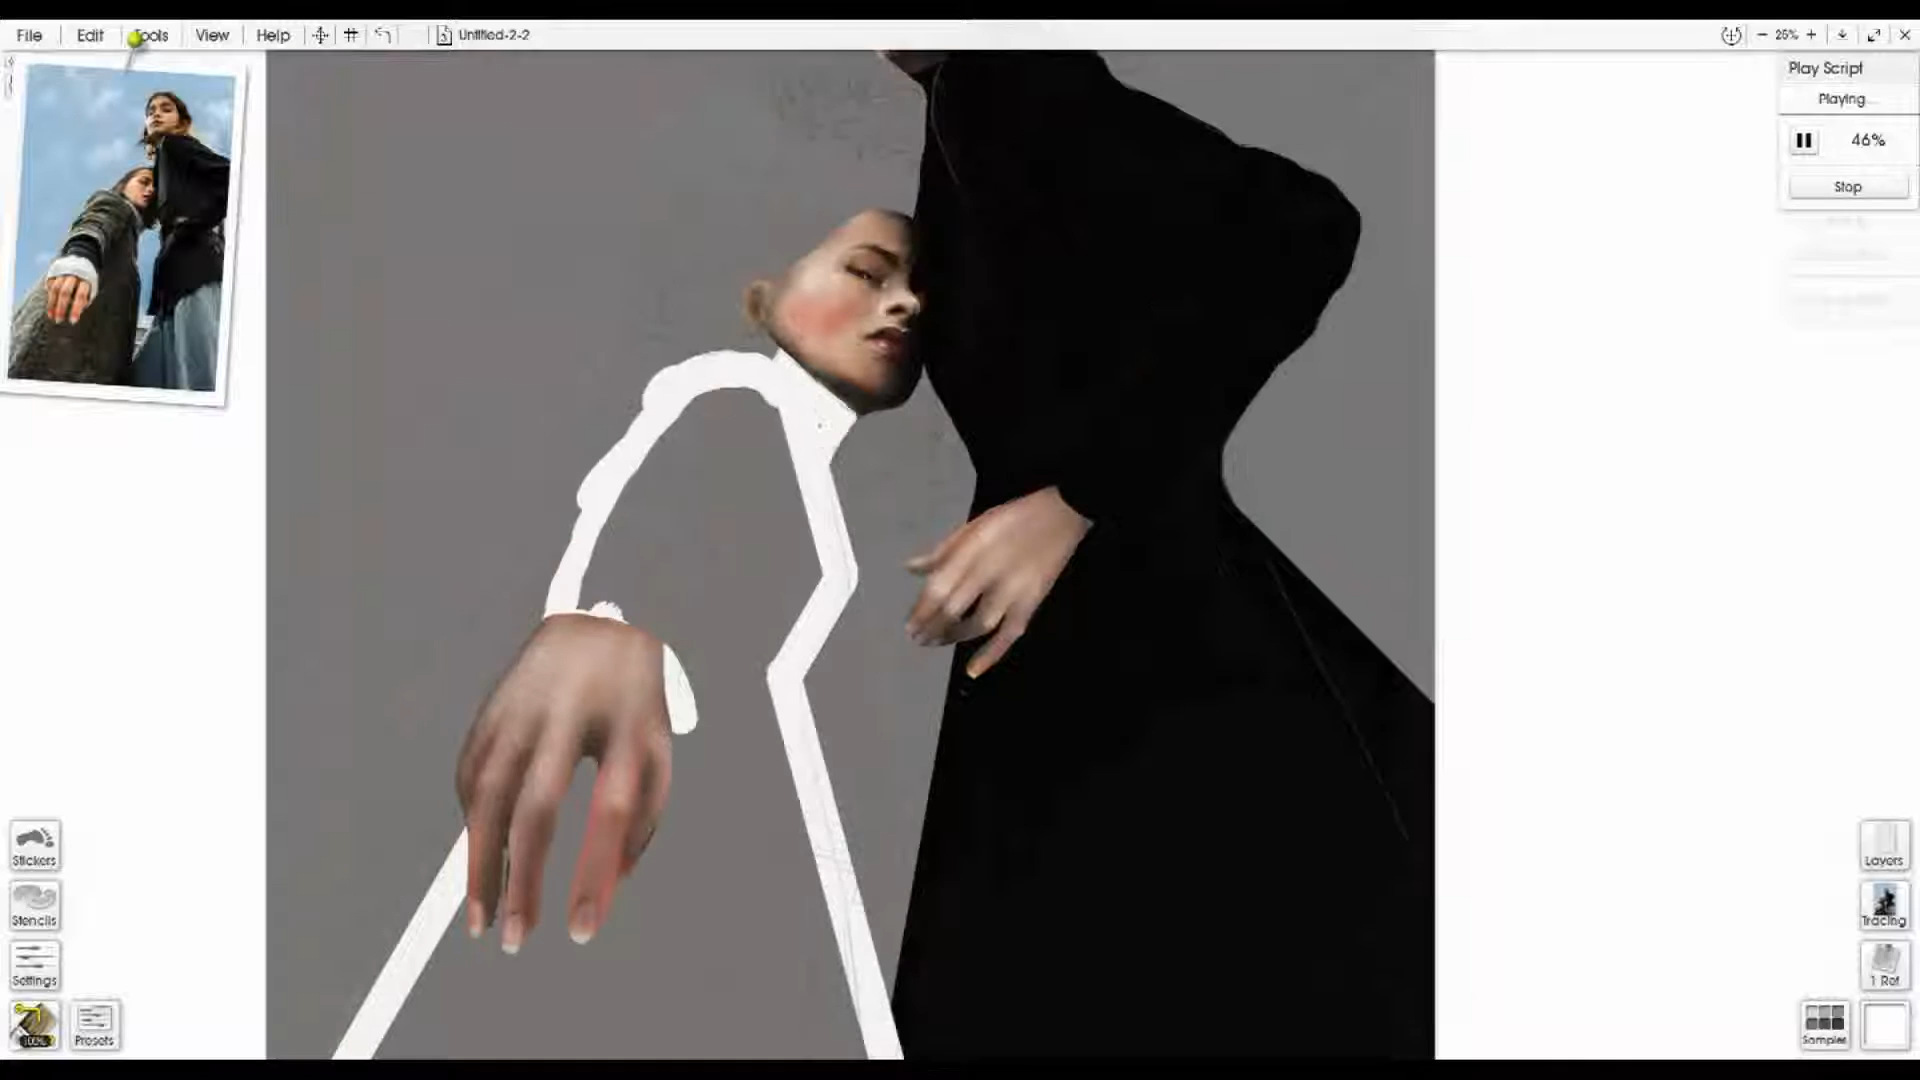 File Edit Tools View Help Untitled-2-2 25%
Play Script
Playing...
46%
Stop
Stickers
Stencils
Settings
100%
Presets
Layers
Tracing
1 Ref
Samples